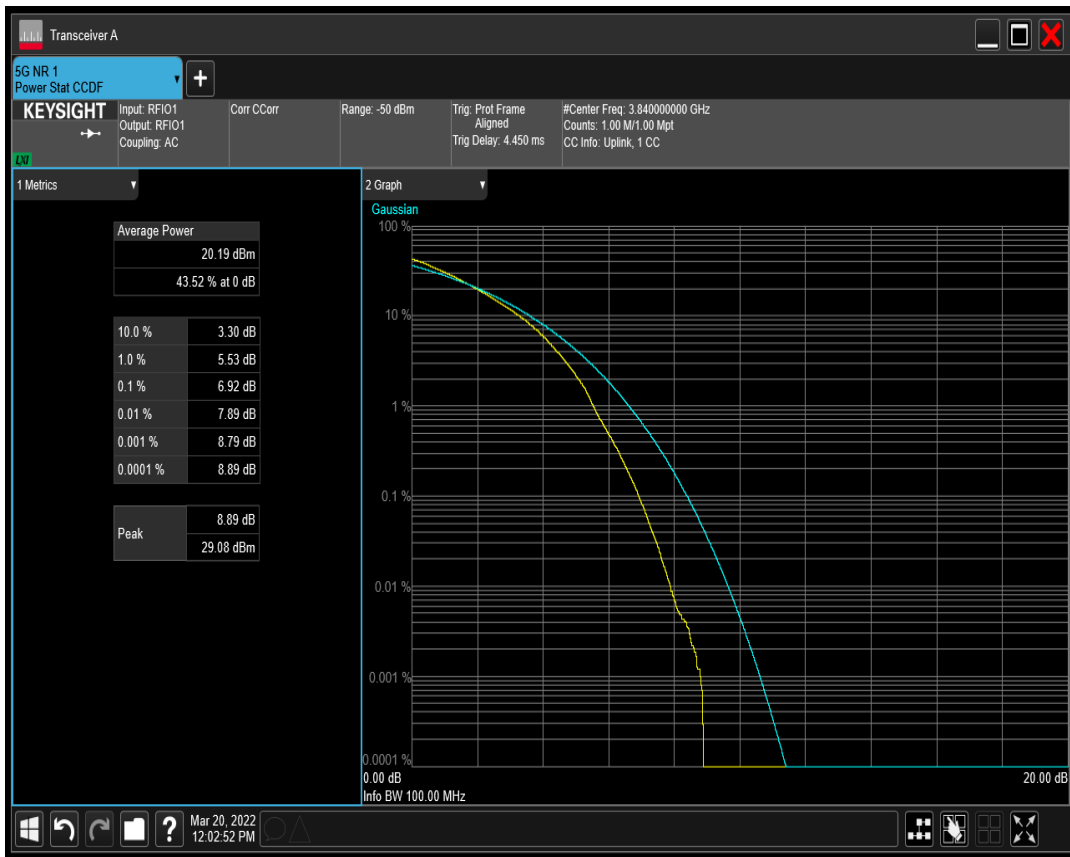 Transceiver A
5G NR 1
Power Stat CCDF
KEYSIGHT
LXI
Input: RFIO1
Output: RFIO1
Coupling: AC
Corr CCorr
Range: -50 dBm
Trig: Prot Frame
Aligned
Trig Delay: 4.450 ms
#Center Freq: 3.840000000 GHz
Counts: 1.00 M/1.00 Mpt
CC Info: Uplink, 1 CC
1 Metrics
Average Power
20.19 dBm
43.52 % at 0 dB
10.0 % 3.30 dB
1.0 % 5.53 dB
0.1 % 6.92 dB
0.01 % 7.89 dB
0.001 % 8.79 dB
0.0001 % 8.89 dB
Peak
8.89 dB
29.08 dBm
2 Graph
Gaussian
100 %
10 %
1 %
0.1 %
0.01 %
0.001 %
0.0001 %
0.00 dB 20.00 dB
Info BW 100.00 MHz
Mar 20, 2022
12:02:52 PM